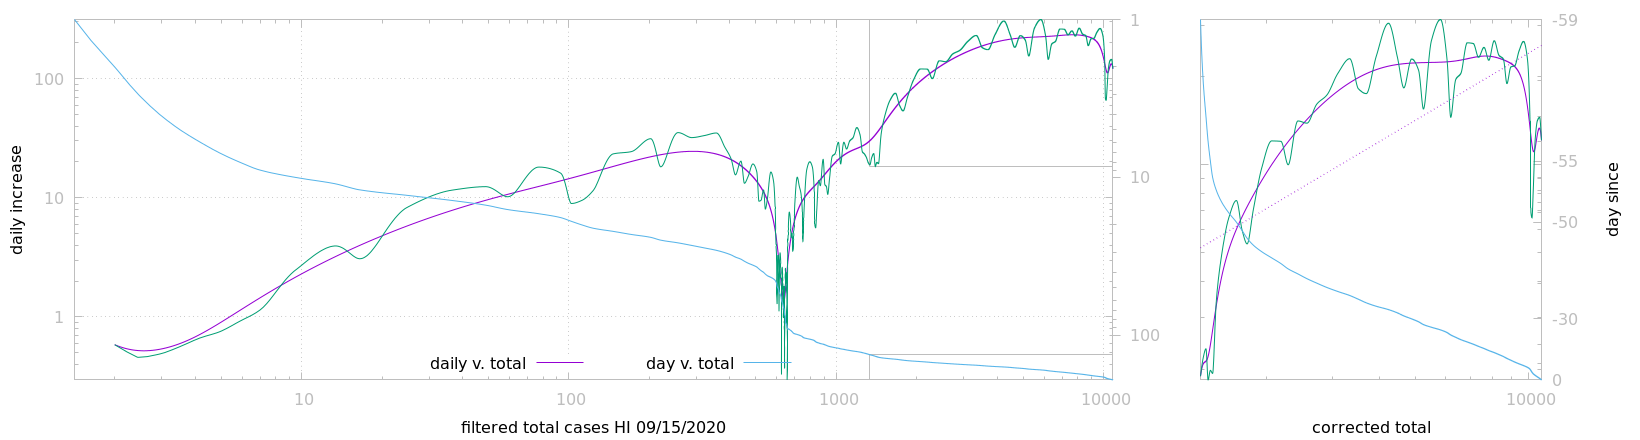 daily increase
100
10
1
daily v. total
day v. total
1
10
100
10
100
1000
10000
filtered total cases HI 09/15/2020
-59
-55
-50
-30
0
day since
10000
corrected total